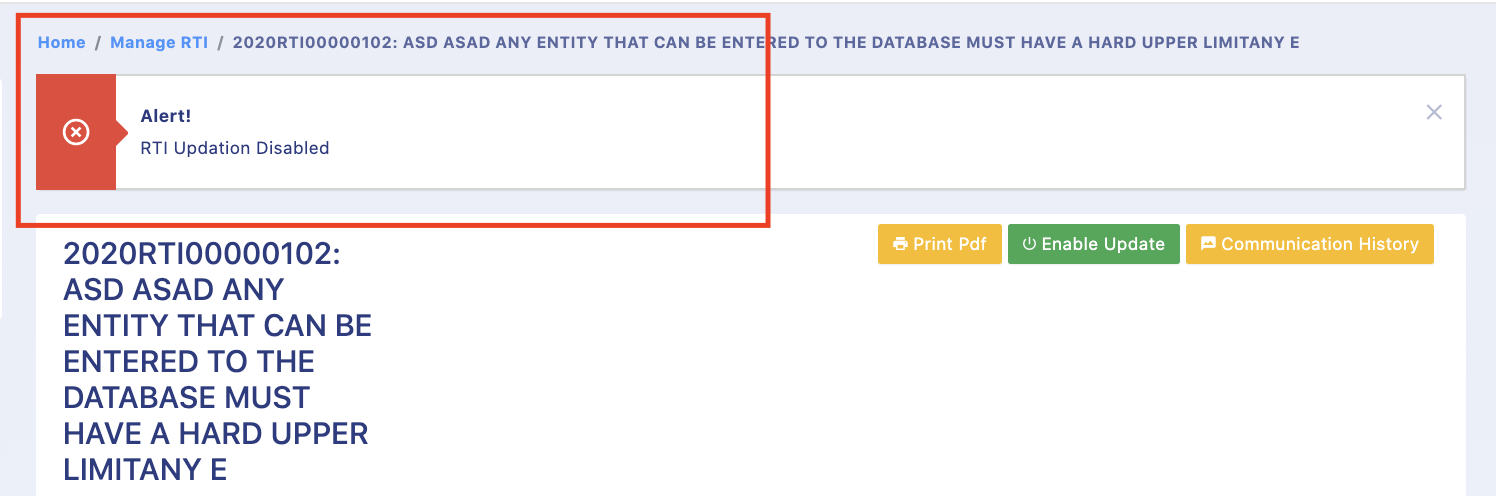 Home / Manage RTI / 2020RTI00000102: ASD ASAD ANY ENTITY THAT CAN BE ENTERED TO THE DATABASE MUST HAVE A HARD UPPER LIMITANY E
Alert!
RTI Updation Disabled
Print Pdf Enable Update Communication History
2020RTI00000102:
ASD ASAD ANY
ENTITY THAT CAN BE
ENTERED TO THE
DATABASE MUST
HAVE A HARD UPPER
LIMITANY E